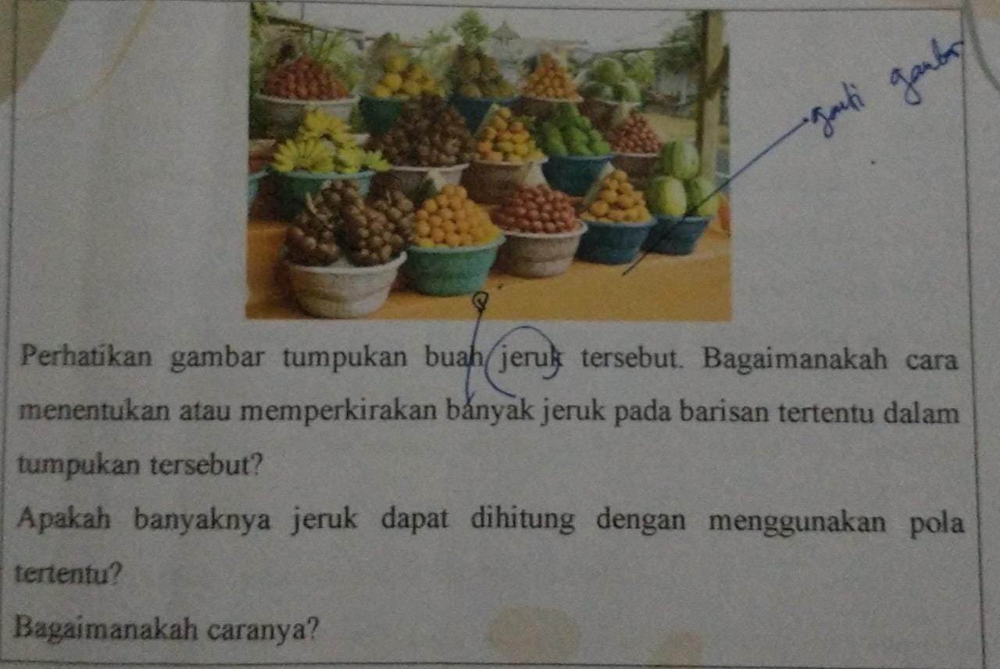 ganti gambar
Perhatikan gambar tumpukan buah jeruk tersebut. Bagaimanakah cara
menentukan atau memperkirakan banyak jeruk pada barisan tertentu dalam
tumpukan tersebut?
Apakah banyaknya jeruk dapat dihitung dengan menggunakan pola
tertentu?
Bagaimanakah caranya?